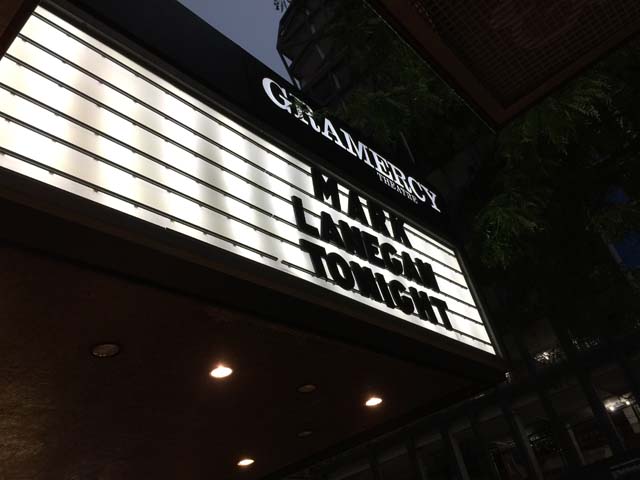 GRAMERCY
THEATRE
MARK
LANEGAN
TONIGHT